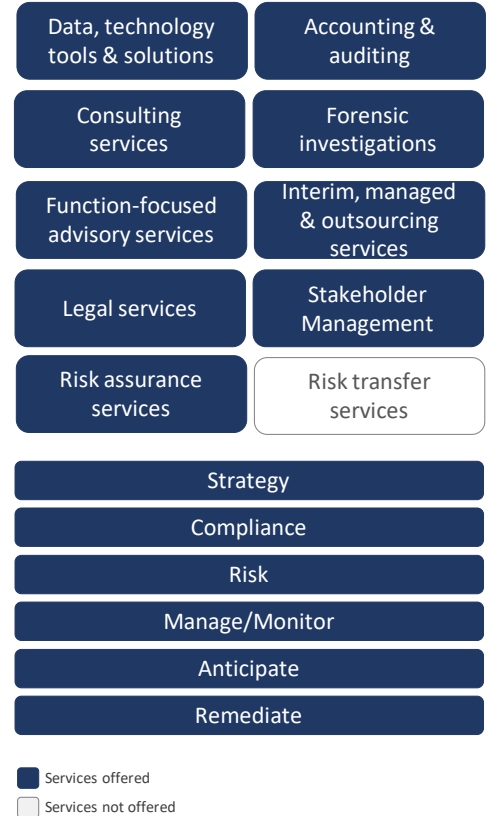 Data, technology
tools & solutions
Accounting &
auditing
Consulting
services
Forensic
investigations
Function-focused
advisory services
Interim, managed
& outsourcing
services
Legal services
Stakeholder
Management
Risk assurance
services
Risk transfer
services
Strategy
Compliance
Risk
Manage/Monitor
Anticipate
Remediate
Services offered
Services not offered